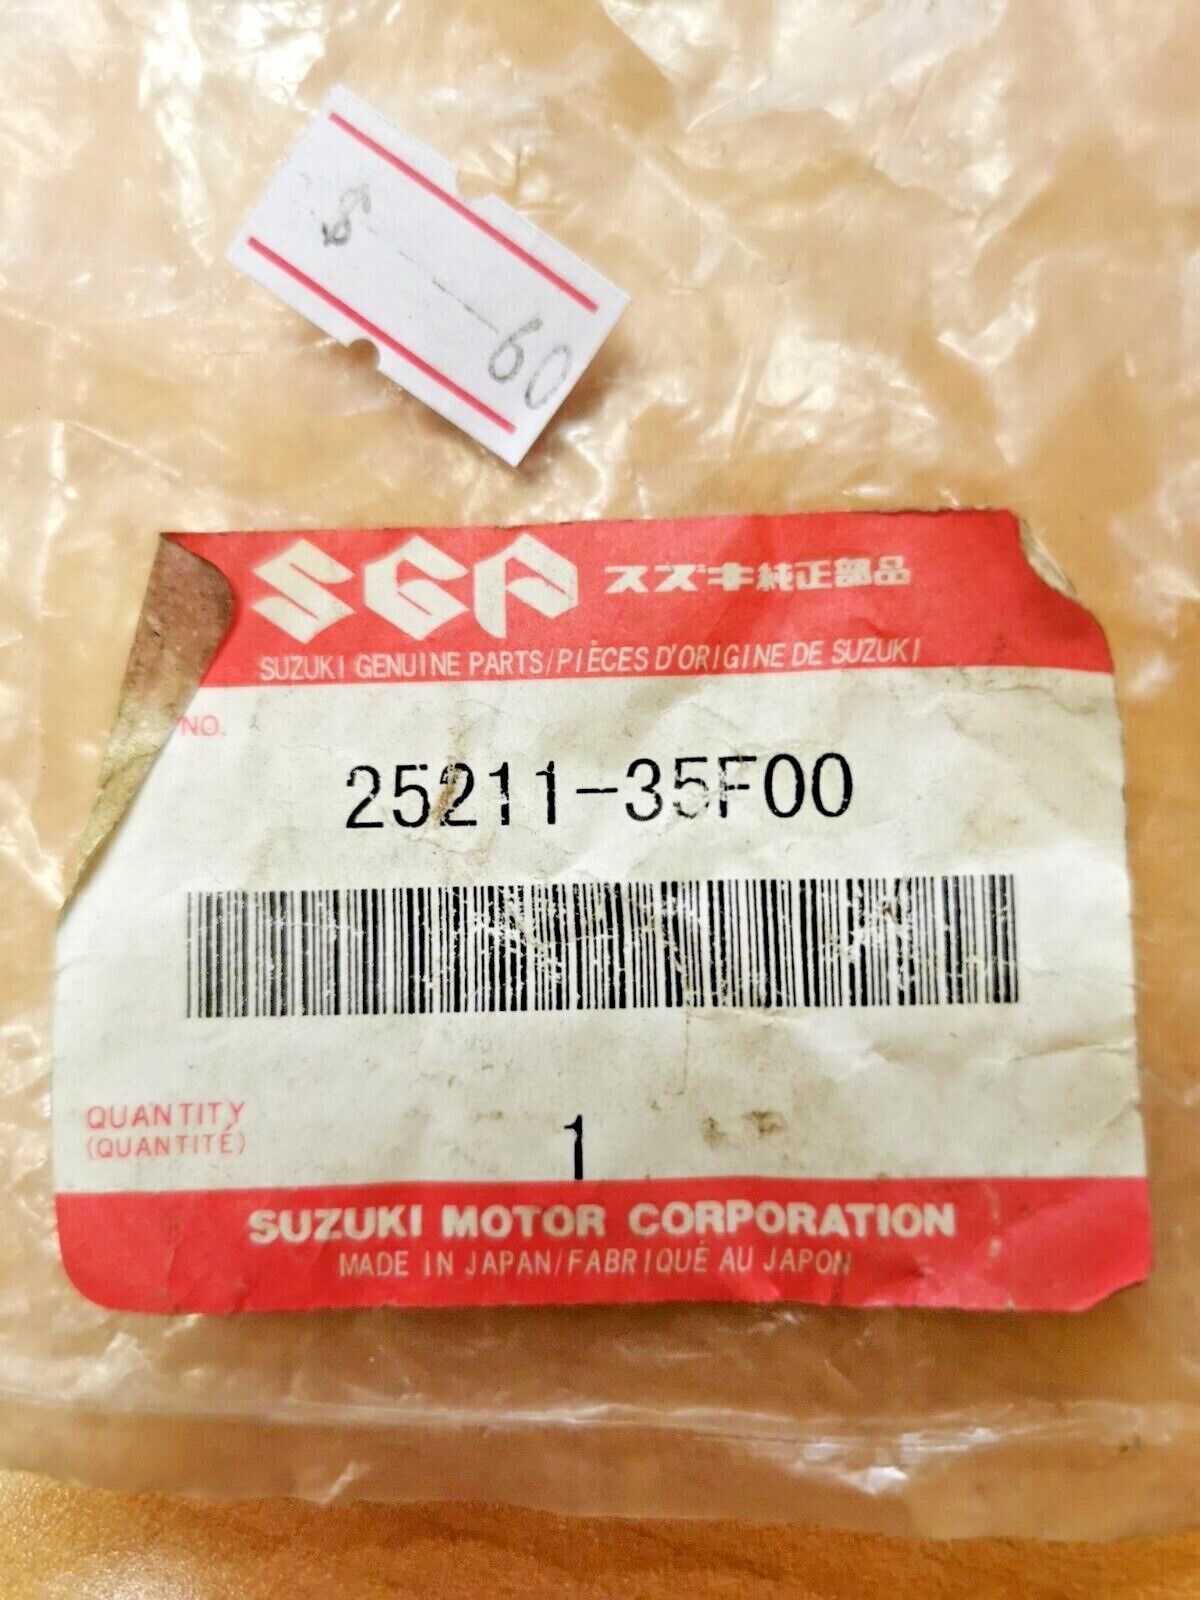 $ — 60
SGP スズキ純正部品
SUZUKI GENUINE PARTS/PIÈCES D'ORIGINE DE SUZUKI
NO.
25211-35F00
QUANTITY
(QUANTITÉ)
1
SUZUKI MOTOR CORPORATION
MADE IN JAPAN/FABRIQUÉ AU JAPON